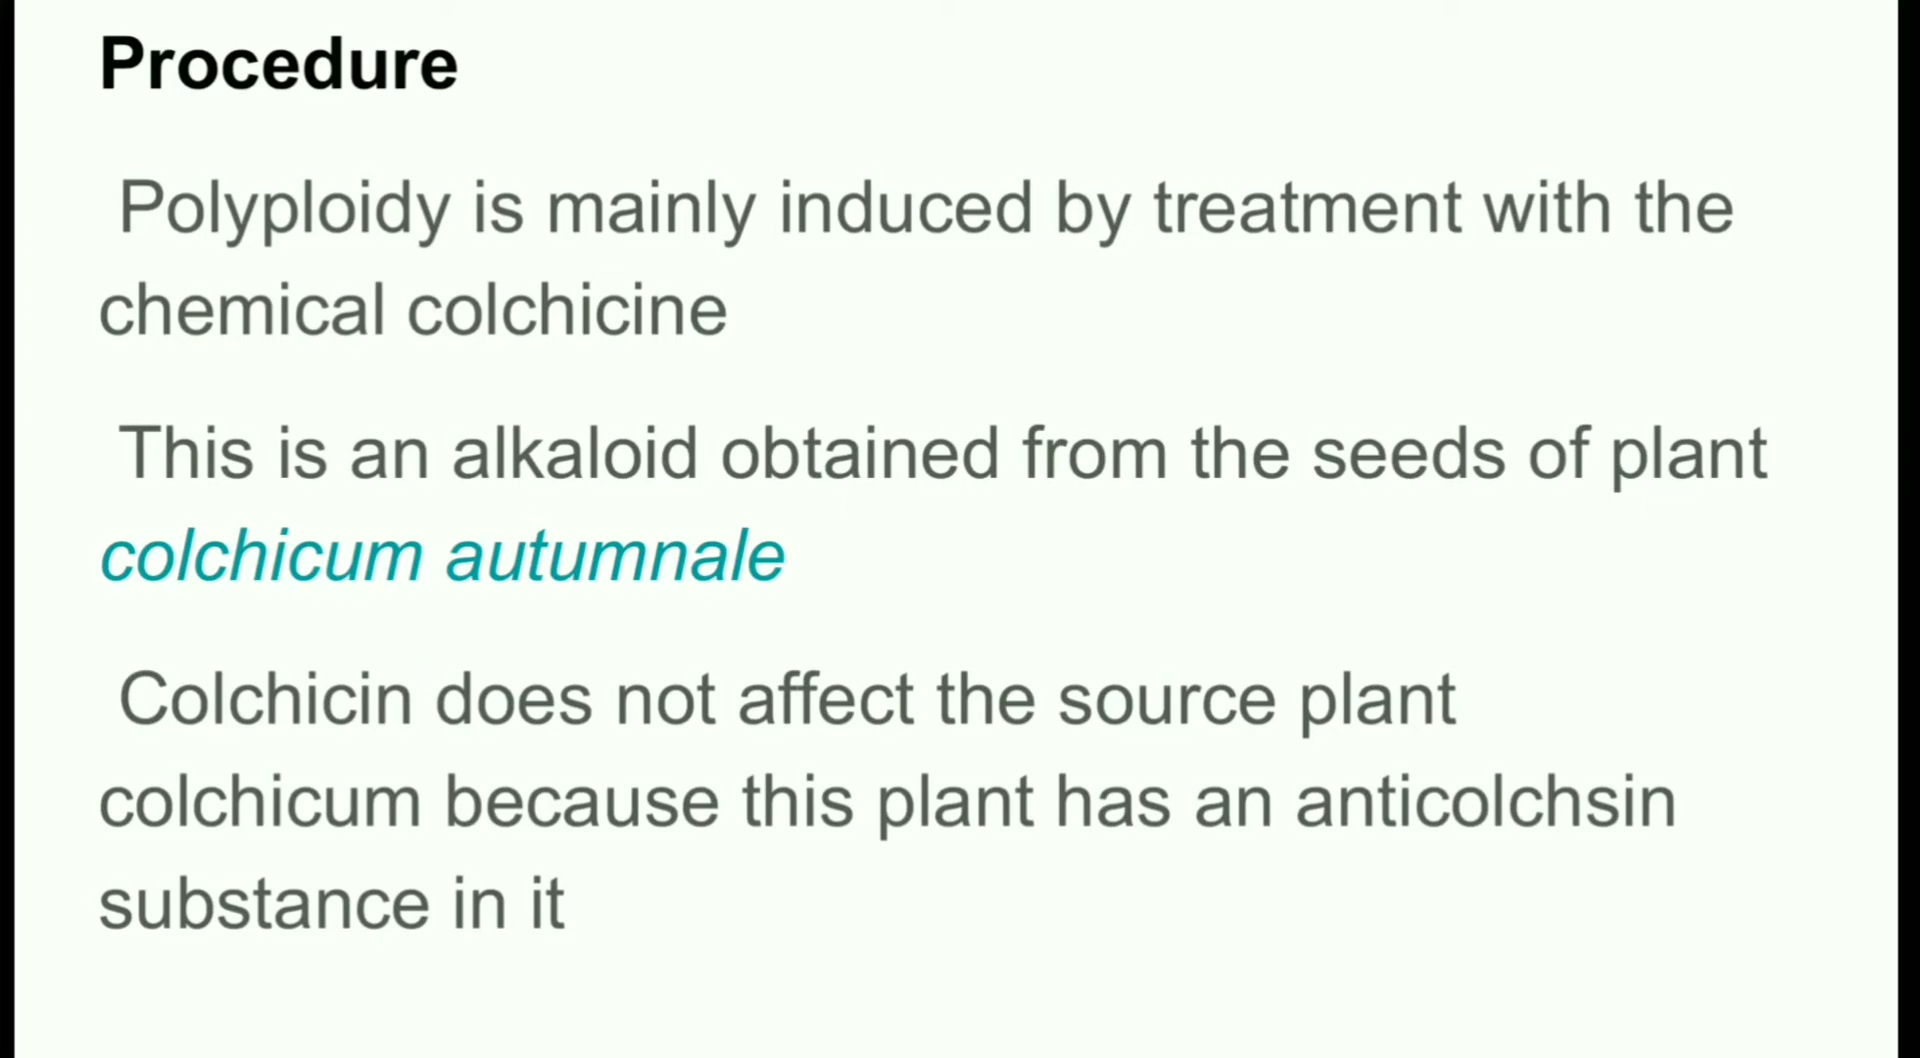 Procedure
Polyploidy is mainly induced by treatment with the
chemical colchicine
This is an alkaloid obtained from the seeds of plant
colchicum autumnale
Colchicin does not affect the source plant
colchicum because this plant has an anticolchsin
substance in it